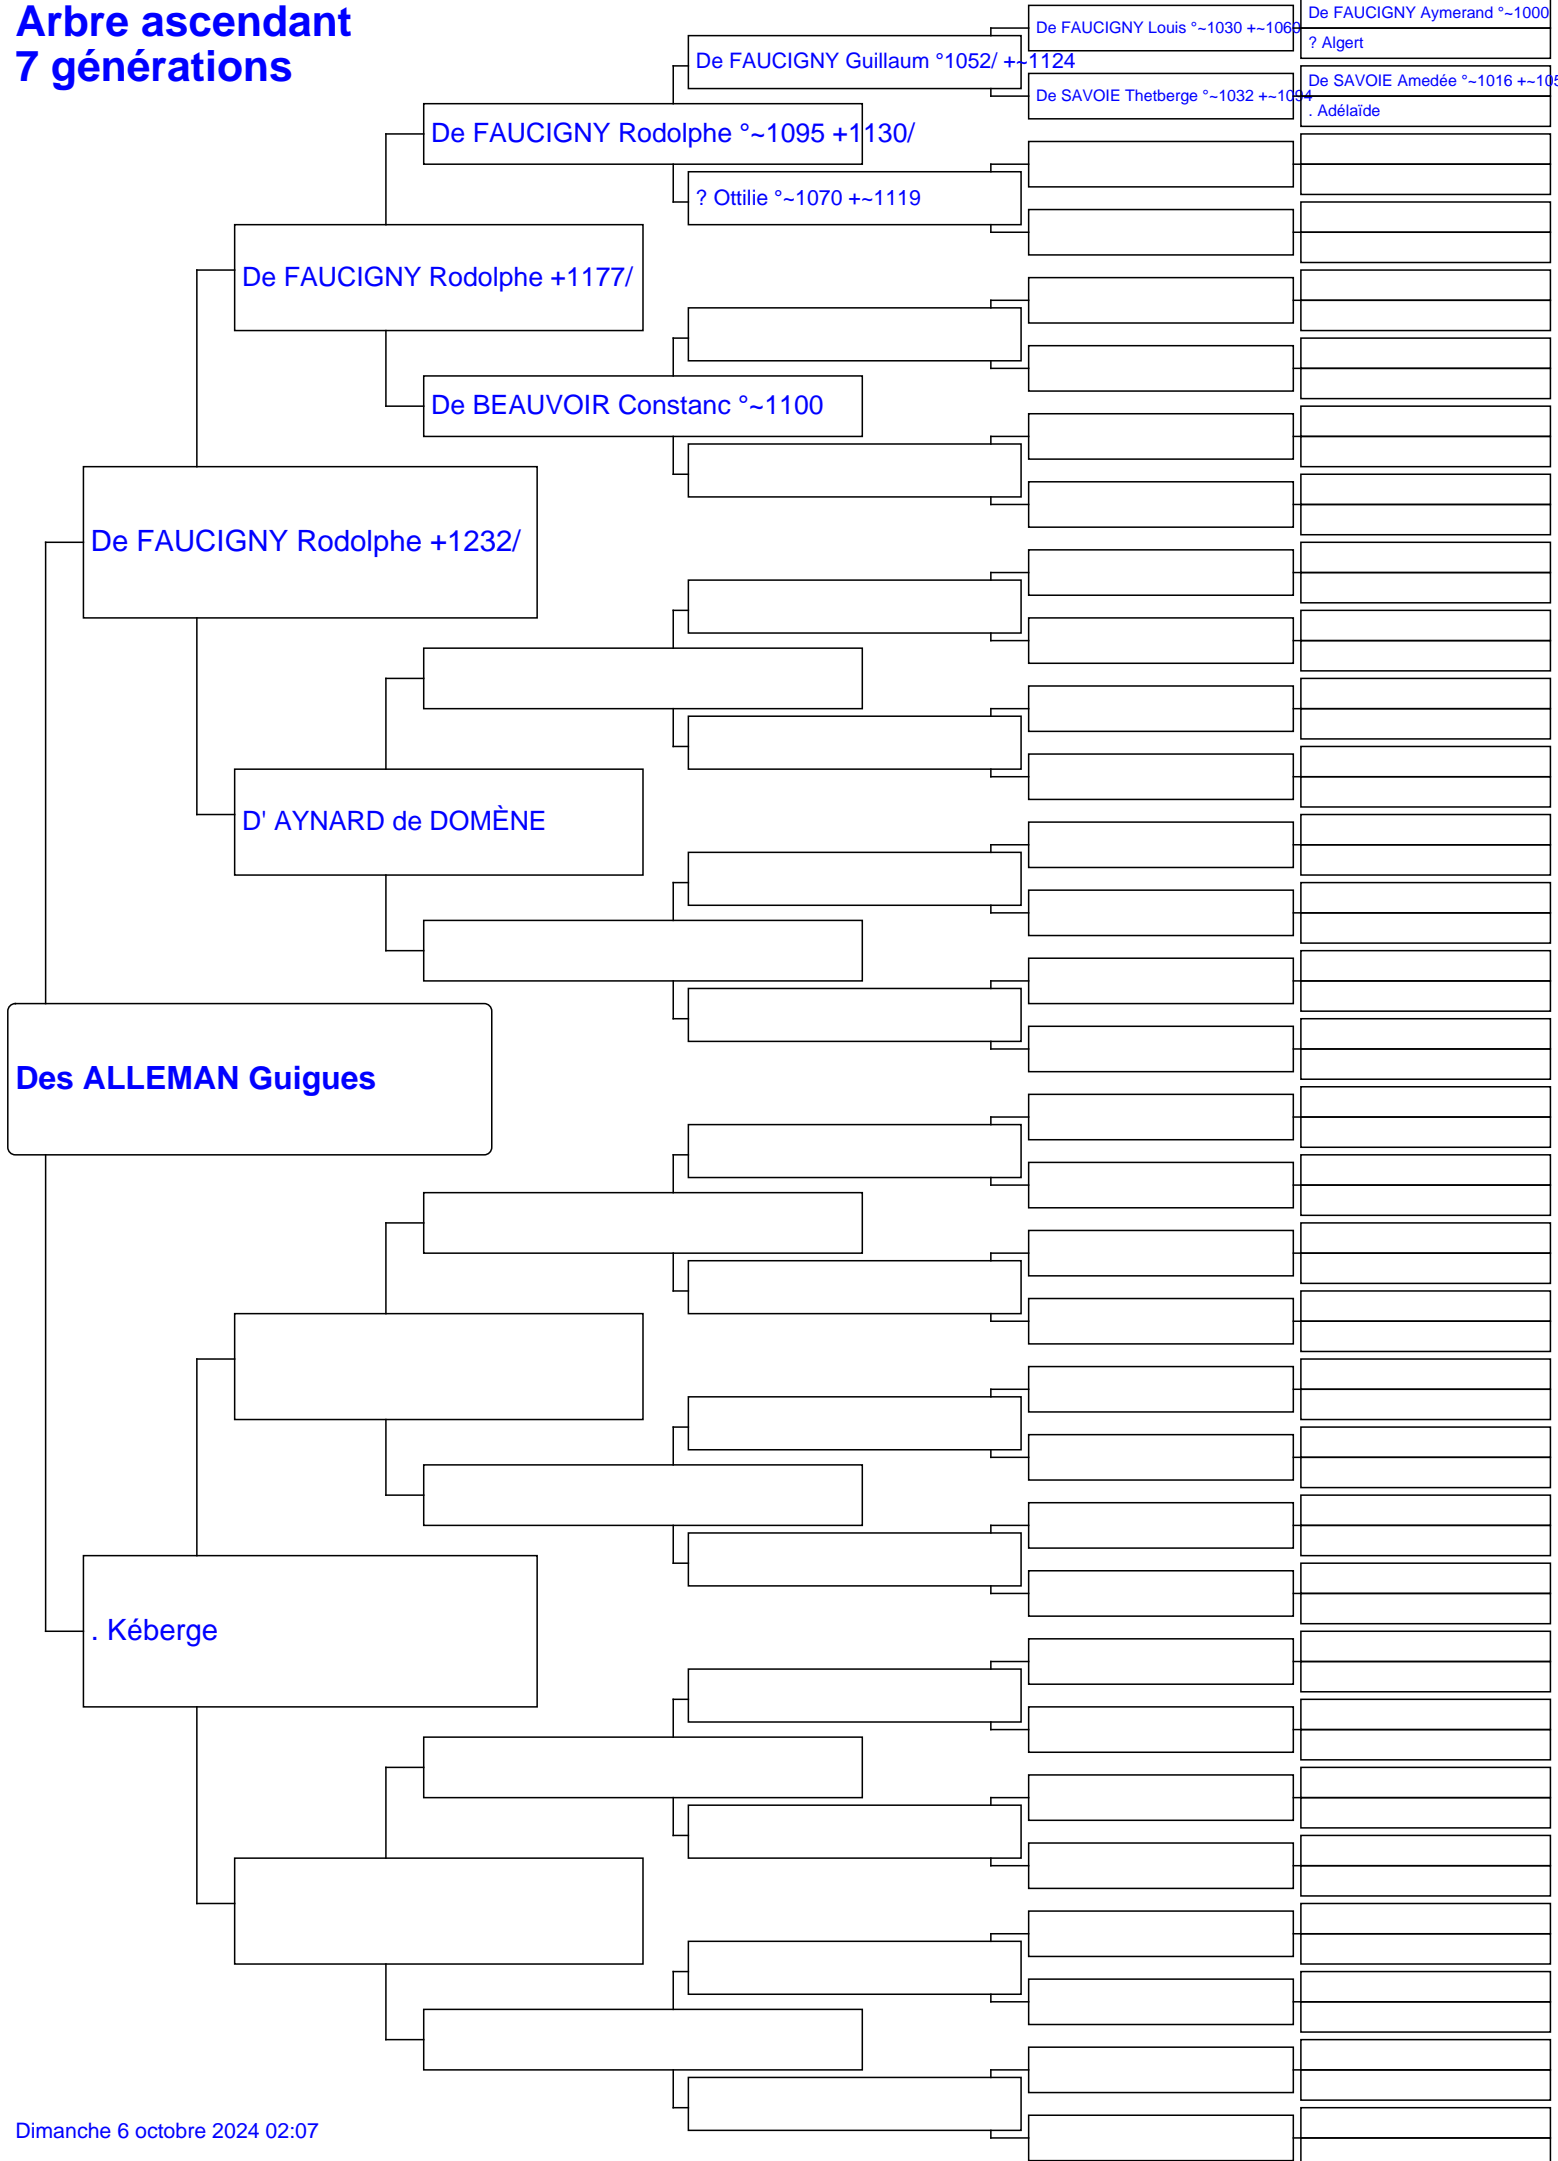 Arbre ascendant
7 générations
De FAUCIGNY Aymerand °~1000
De FAUCIGNY Louis °~1030 +~1060
? Algert
De FAUCIGNY Guillaum °1052/ +~1124
De SAVOIE Amedée °~1016 +~105
De SAVOIE Thetberge °~1032 +~1094
. Adélaïde
De FAUCIGNY Rodolphe °~1095 +1130/
? Ottilie °~1070 +~1119
De FAUCIGNY Rodolphe +1177/
De BEAUVOIR Constanc °~1100
De FAUCIGNY Rodolphe +1232/
D' AYNARD de DOMÈNE
Des ALLEMAN Guigues
. Kéberge
Dimanche 6 octobre 2024 02:07